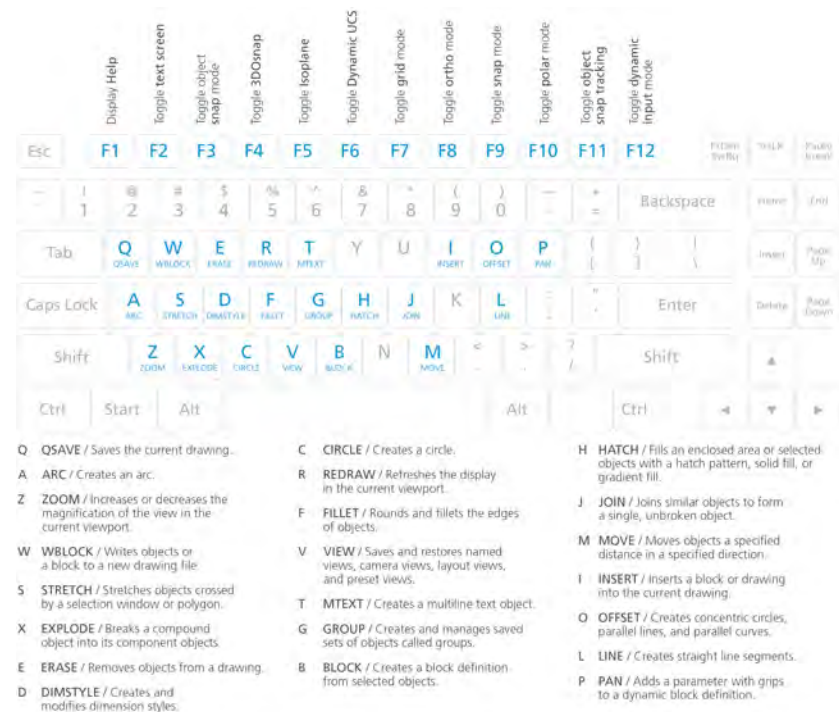 Display Help
Toggle text screen
Toggle object
snap mode
Toggle 3DOsnap
Toggle Isoplane
Toggle Dynamic UCS
Toggle grid mode
Toggle ortho mode
Toggle snap mode
Toggle polar mode
Toggle object
snap tracking
Toggle dynamic
input mode
Esc F1 F2 F3 F4 F5 F6 F7 F8 F9 F10 F11 F12
! @ # $ % ^ & * ( ) — +
1 2 3 4 5 6 7 8 9 0 - = Backspace Home End
Tab Q W E R T Y U I O P { } | Insert Page Up
QSAVE WBLOCK ERASE REDRAW MTEXT INSERT OFFSET PAN [ ] \
Caps Lock A S D F G H J K L Enter Delete Page Down
ARC STRETCH DIMSTYLE FILLET GROUP HATCH JOIN LINE
Shift Z X C V B N M < > ? Shift ▲
ZOOM EXPLODE CIRCLE VIEW BLOCK MOVE /
Ctrl Start Alt Alt Ctrl ◄ ▼ ►
Q QSAVE / Saves the current drawing.
A ARC / Creates an arc.
Z ZOOM / Increases or decreases the
magnification of the view in the
current viewport.
W WBLOCK / Writes objects or
a block to a new drawing file.
S STRETCH / Stretches objects crossed
by a selection window or polygon.
X EXPLODE / Breaks a compound
object into its component objects.
E ERASE / Removes objects from a drawing.
D DIMSTYLE / Creates and
modifies dimension styles.
C CIRCLE / Creates a circle.
R REDRAW / Refreshes the display
in the current viewport.
F FILLET / Rounds and fillets the edges
of objects.
V VIEW / Saves and restores named
views, camera views, layout views,
and preset views.
T MTEXT / Creates a multiline text object.
G GROUP / Creates and manages saved
sets of objects called groups.
B BLOCK / Creates a block definition
from selected objects.
H HATCH / Fills an enclosed area or selected
objects with a hatch pattern, solid fill, or
gradient fill.
J JOIN / Joins similar objects to form
a single, unbroken object.
M MOVE / Moves objects a specified
distance in a specified direction.
I INSERT / Inserts a block or drawing
into the current drawing.
O OFFSET / Creates concentric circles,
parallel lines, and parallel curves.
L LINE / Creates straight line segments.
P PAN / Adds a parameter with grips
to a dynamic block definition.